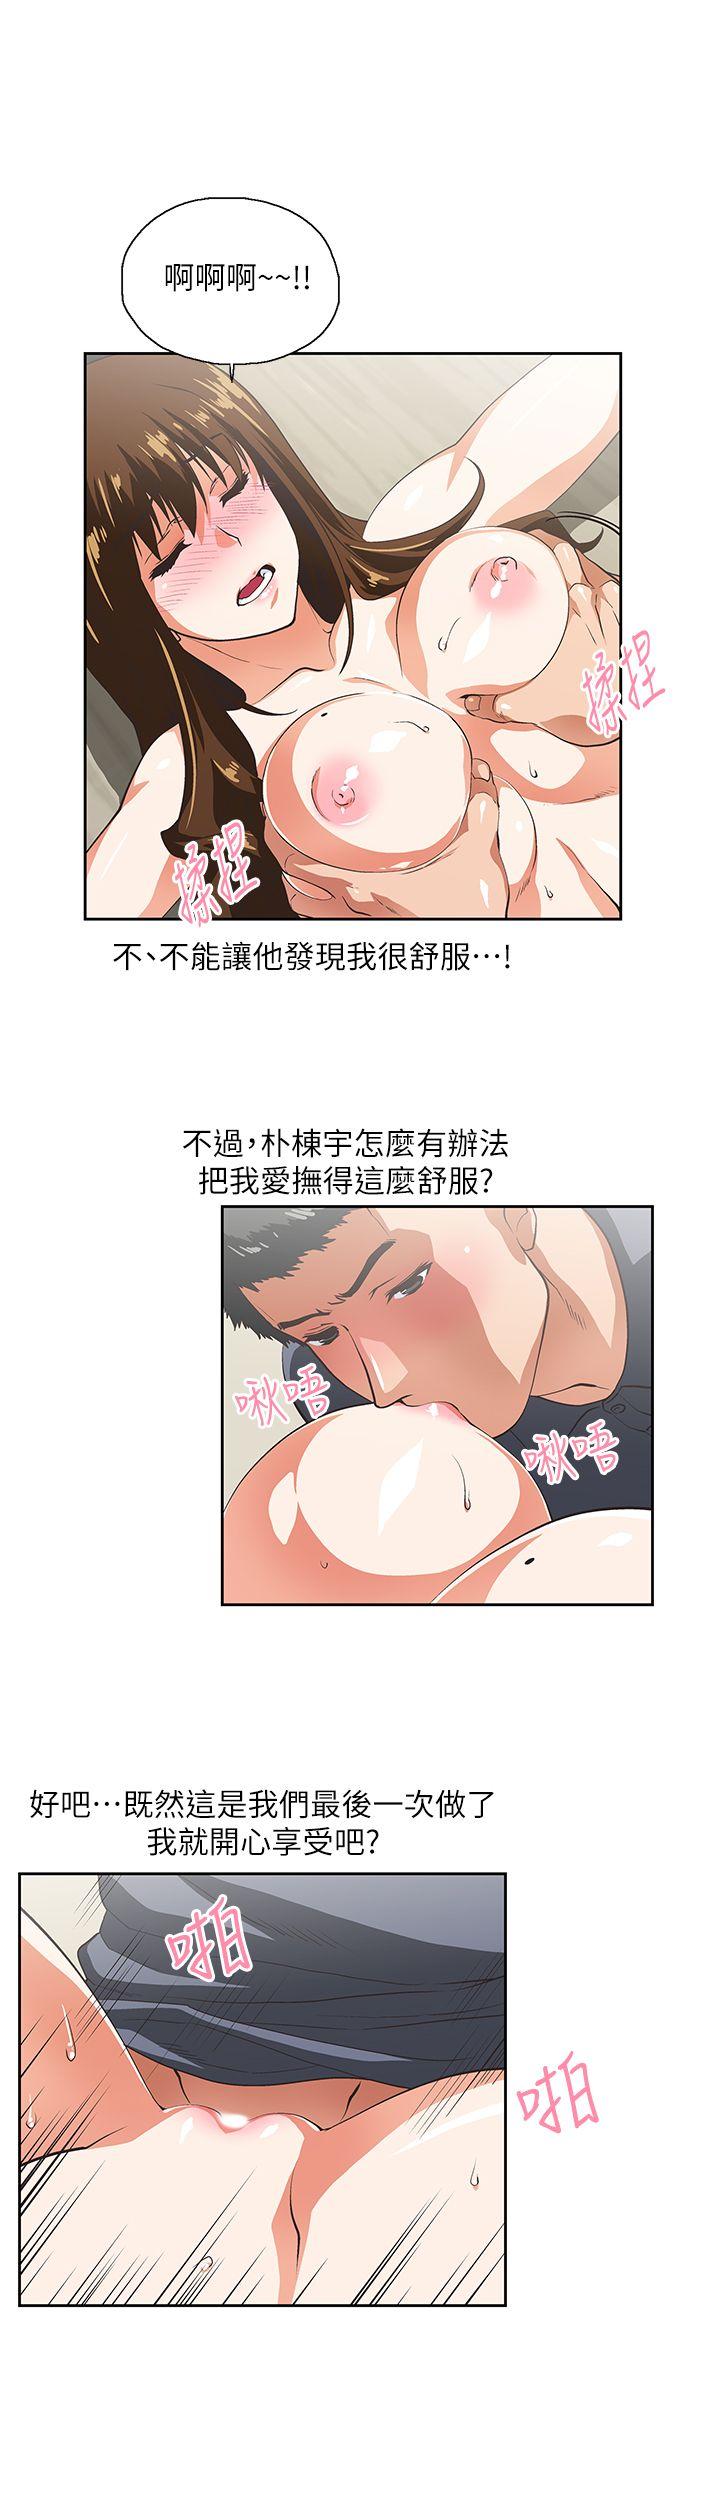 啊啊啊~~!!
揉捏
揉捏
不、不能讓他發現我很舒服…!
不過，朴棟宇怎麼有辦法
把我愛撫得這麼舒服?
啾唔
啾唔
好吧…既然這是我們最後一次做了
我就開心享受吧?
啪
啪